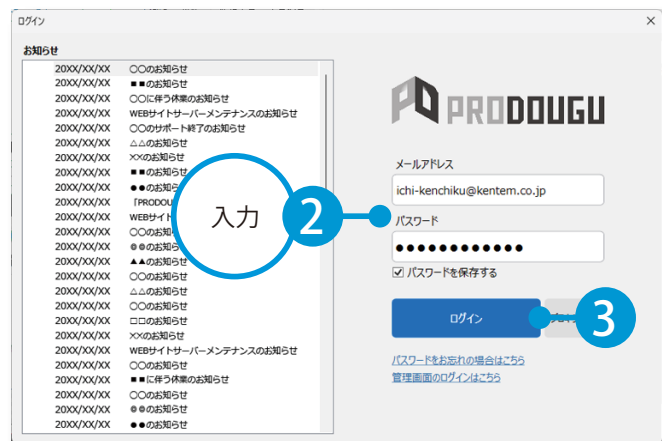 ログイン
お知らせ
20XX/XX/XX 〇〇のお知らせ
20XX/XX/XX ■■のお知らせ
20XX/XX/XX 〇〇に伴う休業のお知らせ
20XX/XX/XX WEBサイトサーバーメンテナンスのお知らせ
20XX/XX/XX 〇〇のサポート終了のお知らせ
20XX/XX/XX △△のお知らせ
20XX/XX/XX ××のお知らせ
20XX/XX/XX ■■のお知らせ
20XX/XX/XX ●●のお知らせ
20XX/XX/XX 「PRODOU
20XX/XX/XX WEBサイト
20XX/XX/XX 〇〇のお知ら
20XX/XX/XX ◎◎のお知ら
20XX/XX/XX ▲▲のお知らせ
20XX/XX/XX 〇〇のお知らせ
20XX/XX/XX △△のお知らせ
20XX/XX/XX 〇〇のお知らせ
20XX/XX/XX □□のお知らせ
20XX/XX/XX ××のお知らせ
20XX/XX/XX WEBサイトサーバーメンテナンスのお知らせ
20XX/XX/XX 〇〇のお知らせ
20XX/XX/XX ■■に伴う休業のお知らせ
20XX/XX/XX 〇〇のお知らせ
20XX/XX/XX ◎◎のお知らせ
20XX/XX/XX ●●のお知らせ
入力
2
PRODOUGU
メールアドレス
ichi-kenchiku@kentem.co.jp
パスワード
●●●●●●●●●●●●
パスワードを保存する
ログイン
3
パスワードをお忘れの場合はこちら
管理画面のログインはこちら